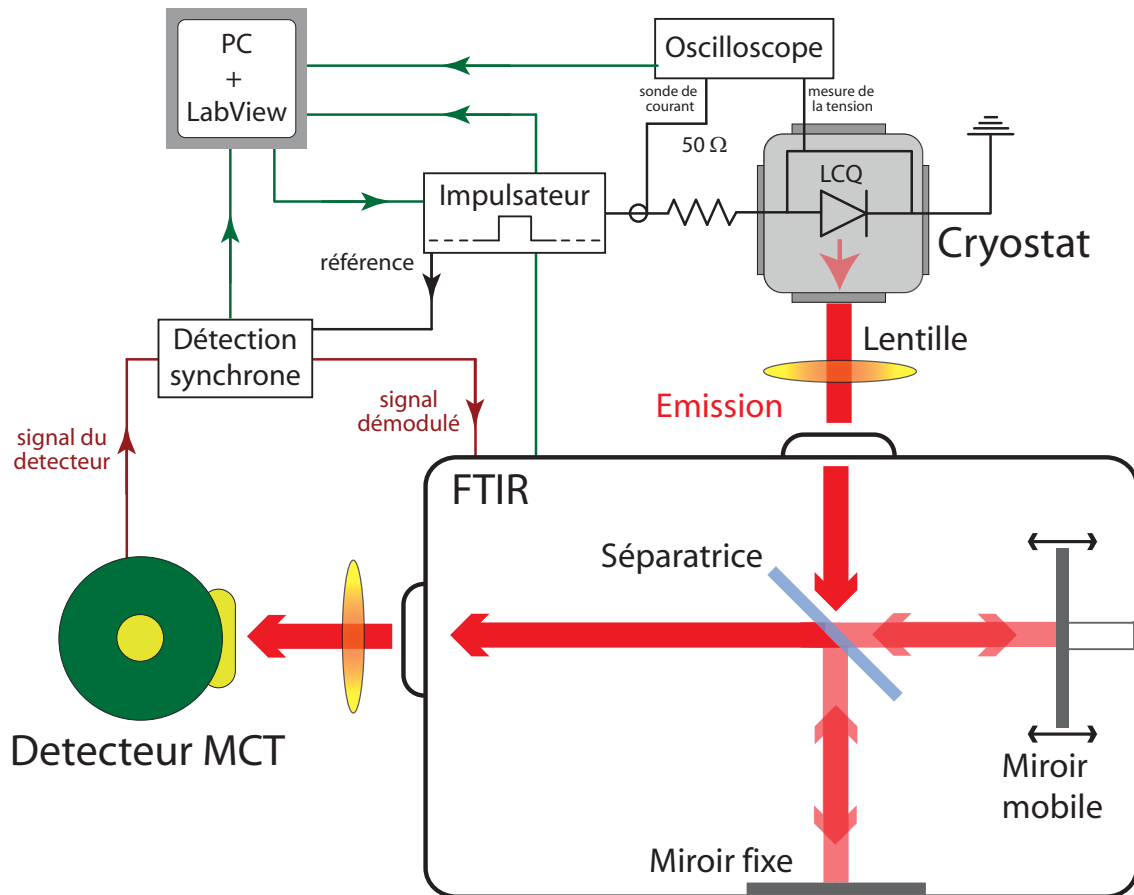 PC
+
LabView
Oscilloscope
sonde de
courant
mesure de
la tension
50 Ω
LCQ
Impulsateur
Cryostat
référence
Détection
synchrone
Lentille
Emission
signal
démodulé
signal du
detecteur
FTIR
Séparatrice
Detecteur MCT
Miroir
mobile
Miroir fixe